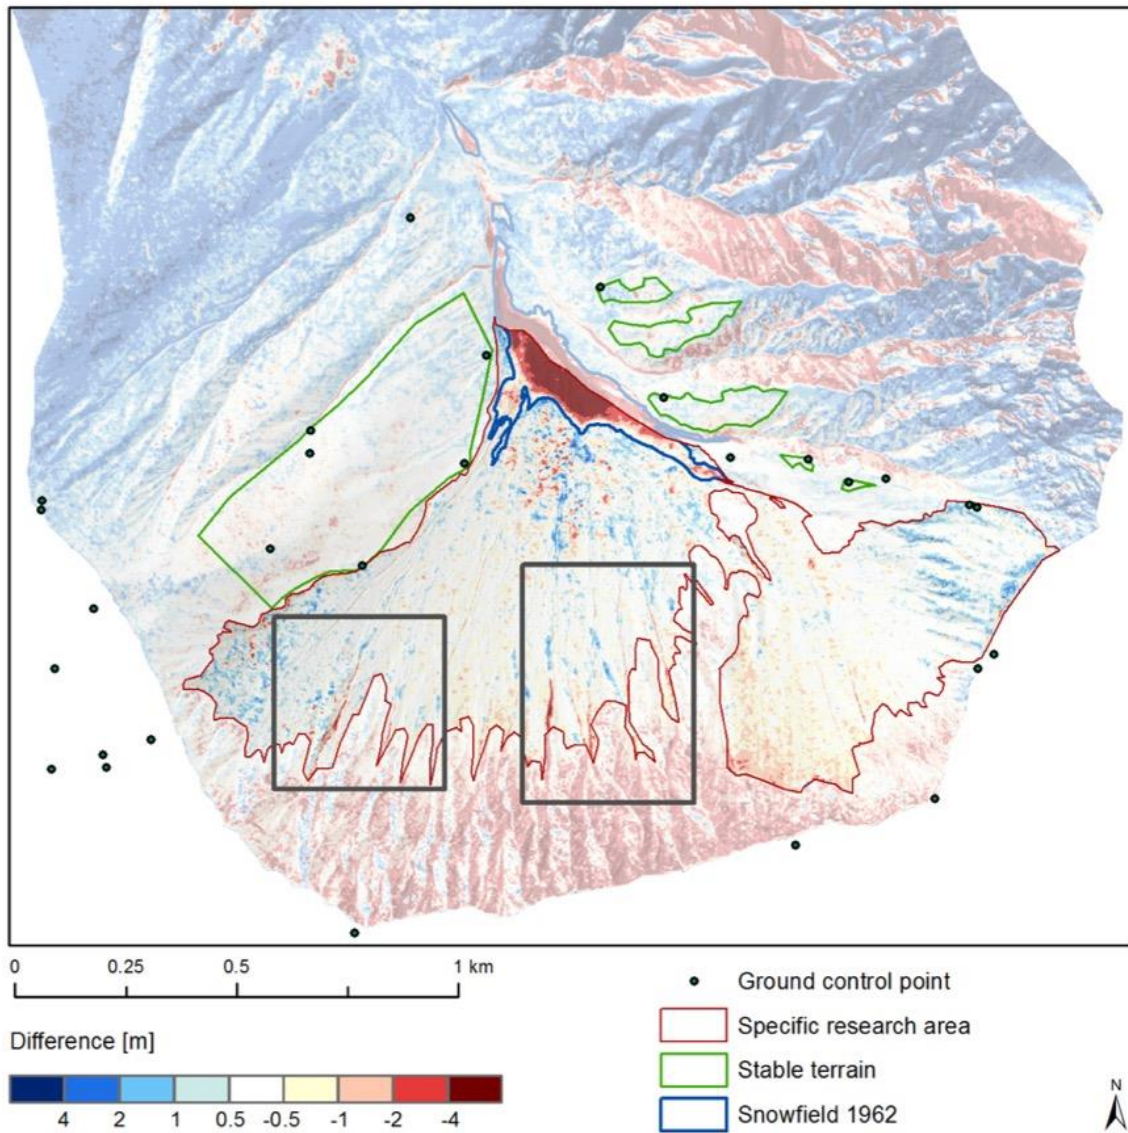 0 0.25 0.5 1 km
Ground control point
Specific research area
Difference [m]
Stable terrain
Snowfield 1962
4 2 1 0.5 -0.5 -1 -2 -4
N